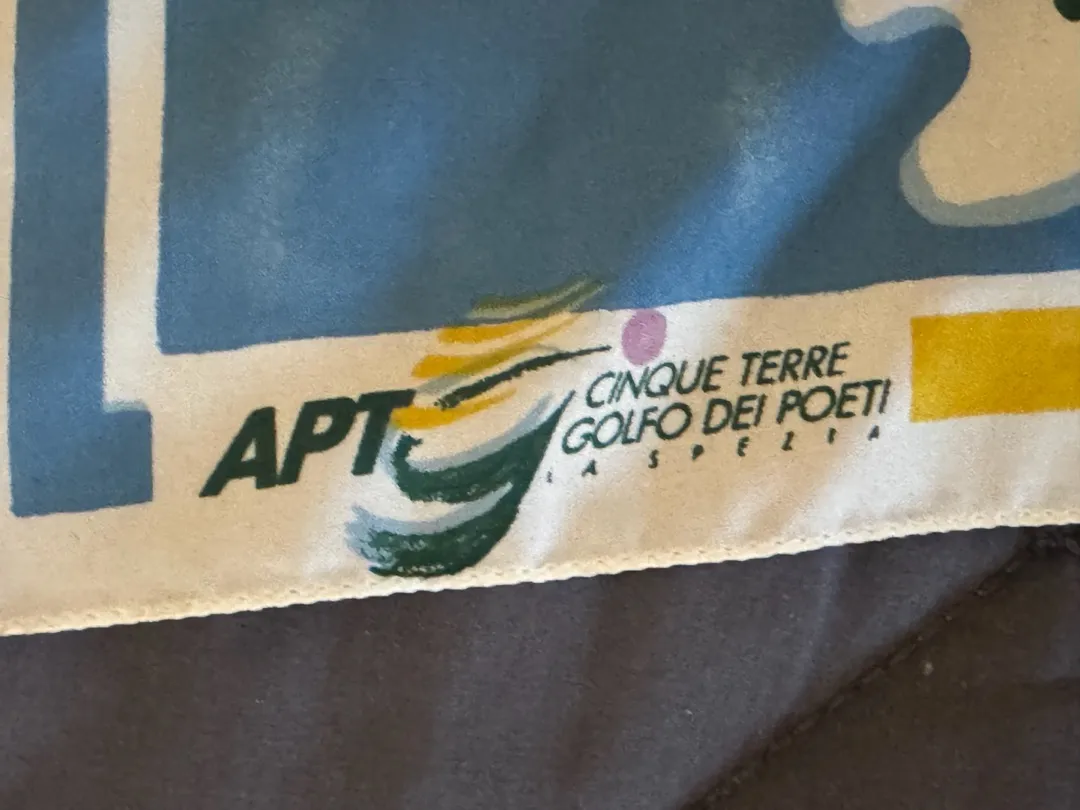 APT
CINQUE TERRE
GOLFO DEI POETI
LA SPEZIA